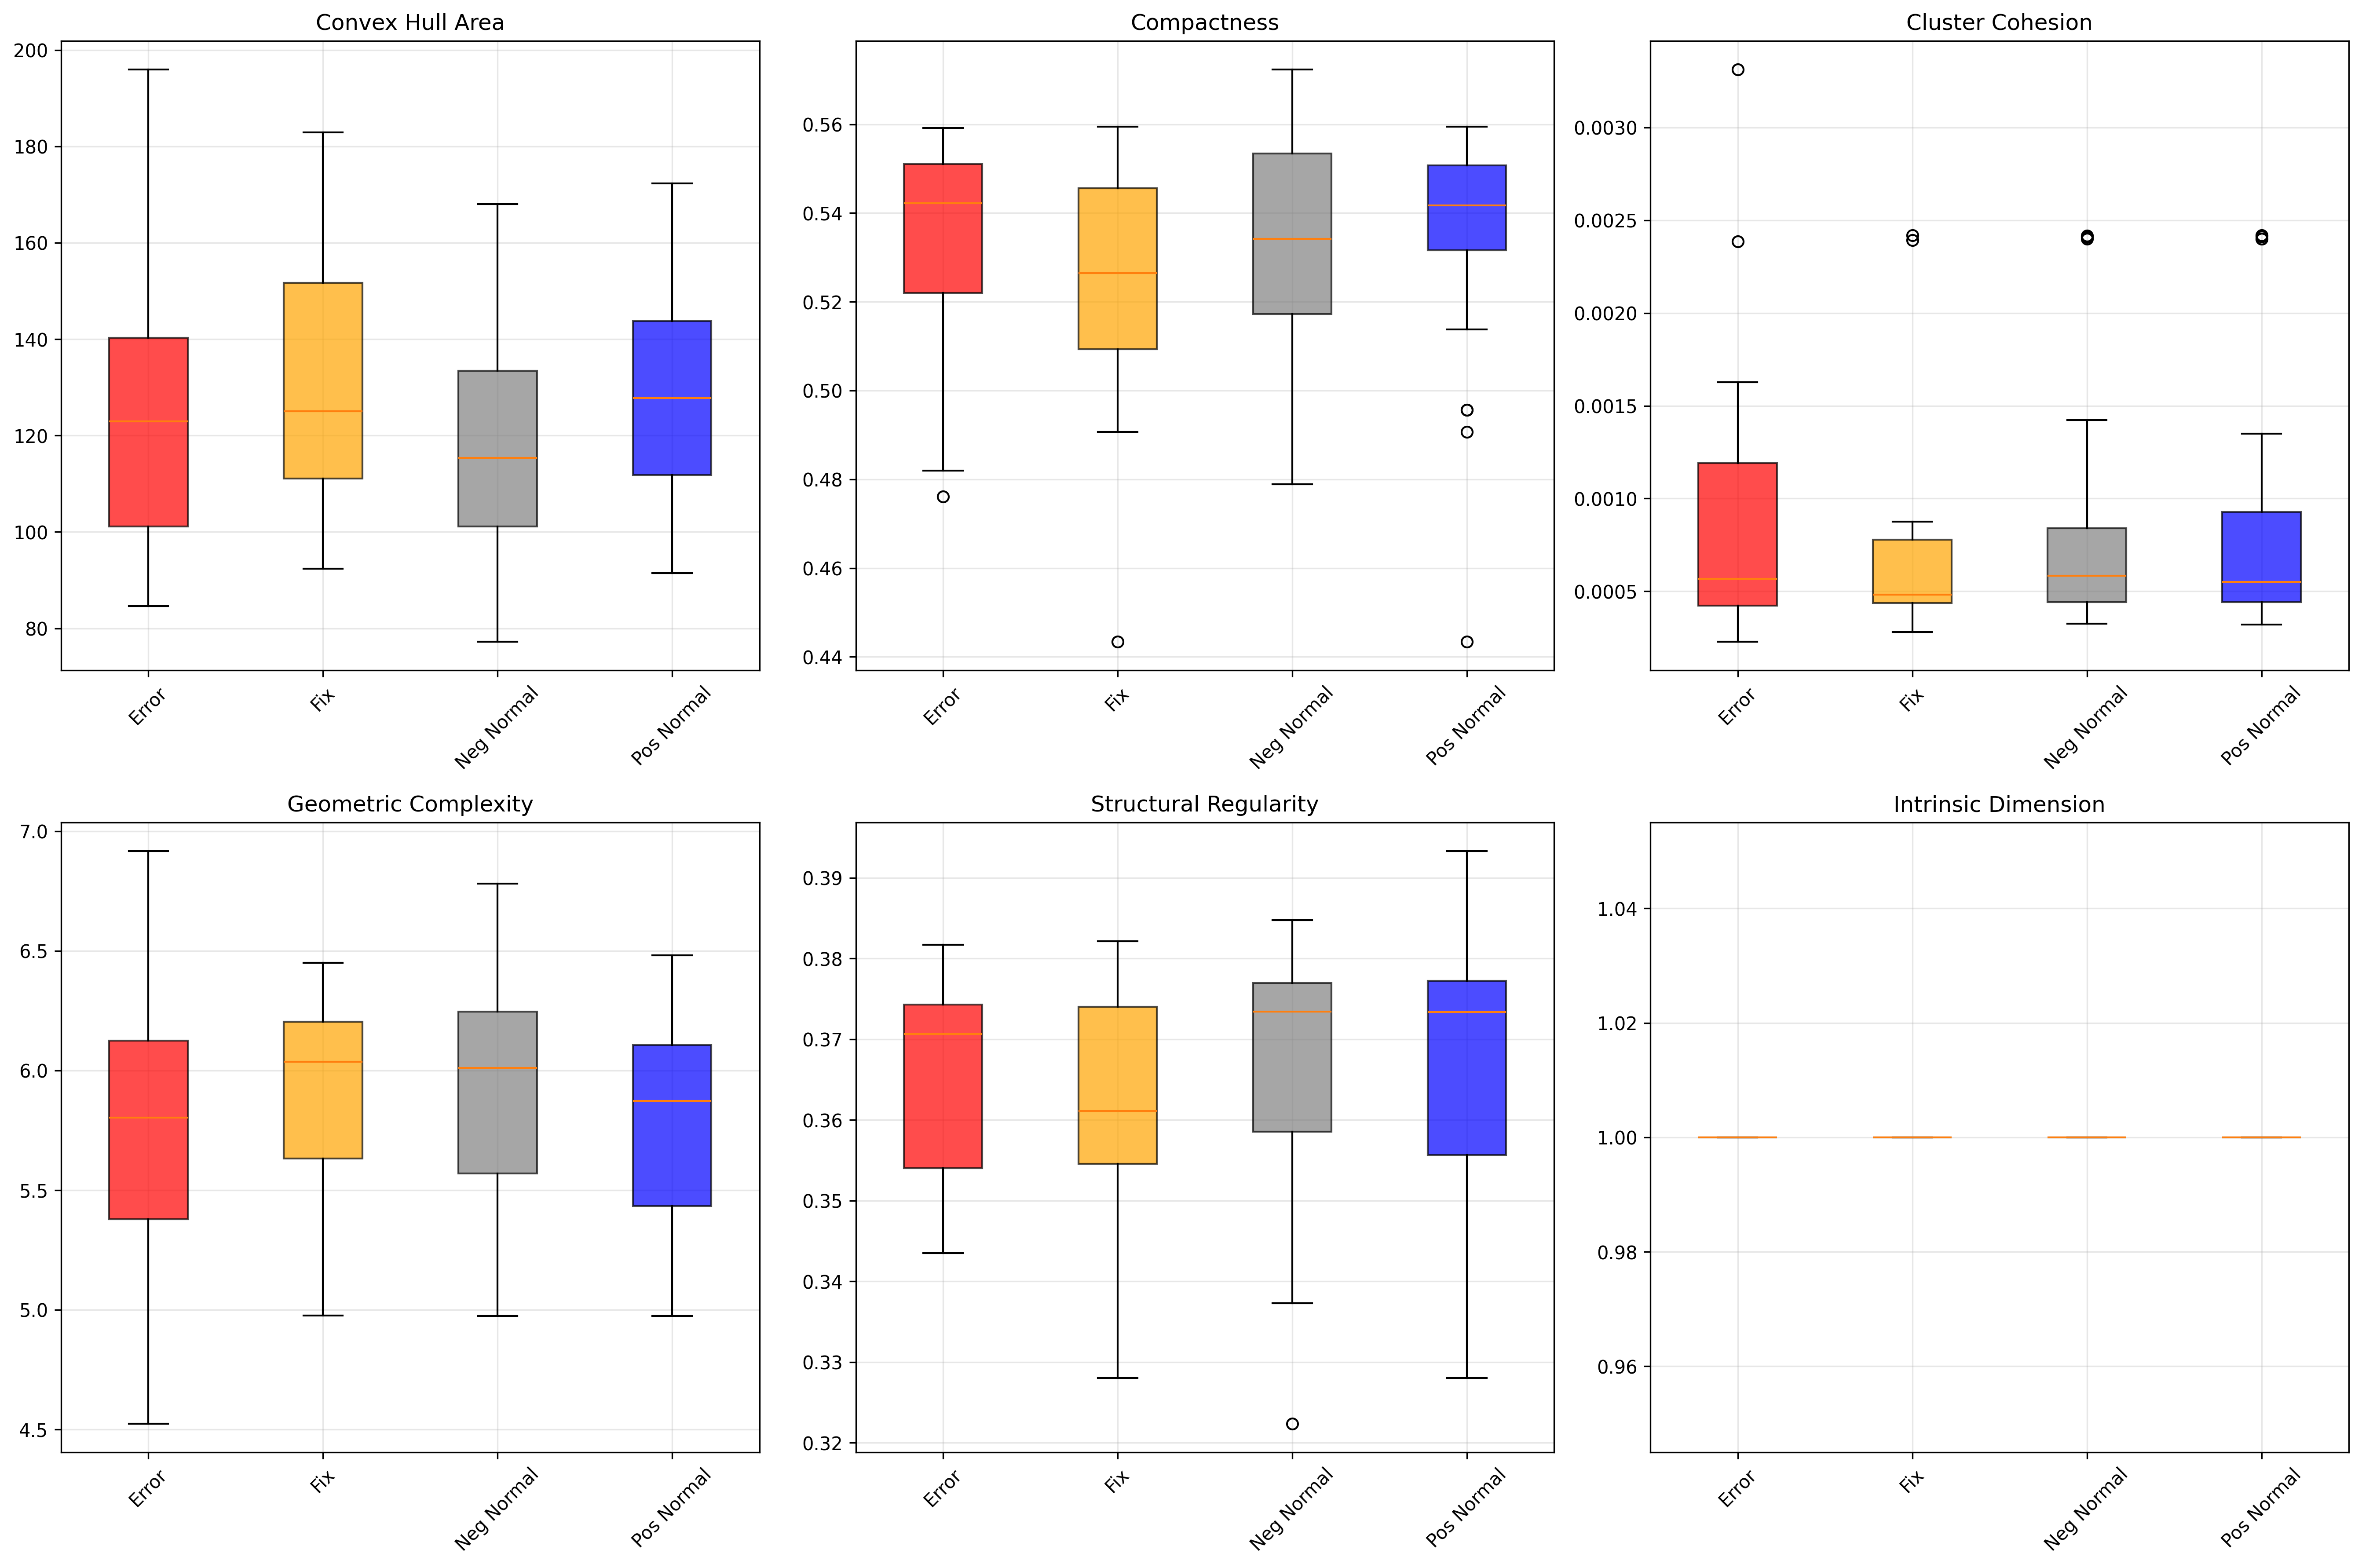 Convex Hull Area
200
180
160
140
120
100
80
Error
Fix
Neg Normal
Pos Normal
Compactness
0.56
0.54
0.52
0.50
0.48
0.46
0.44
Error
Fix
Neg Normal
Pos Normal
Cluster Cohesion
0.0030
0.0025
0.0020
0.0015
0.0010
0.0005
Error
Fix
Neg Normal
Pos Normal
Geometric Complexity
7.0
6.5
6.0
5.5
5.0
4.5
Error
Fix
Neg Normal
Pos Normal
Structural Regularity
0.39
0.38
0.37
0.36
0.35
0.34
0.33
0.32
Error
Fix
Neg Normal
Pos Normal
Intrinsic Dimension
1.04
1.02
1.00
0.98
0.96
Error
Fix
Neg Normal
Pos Normal